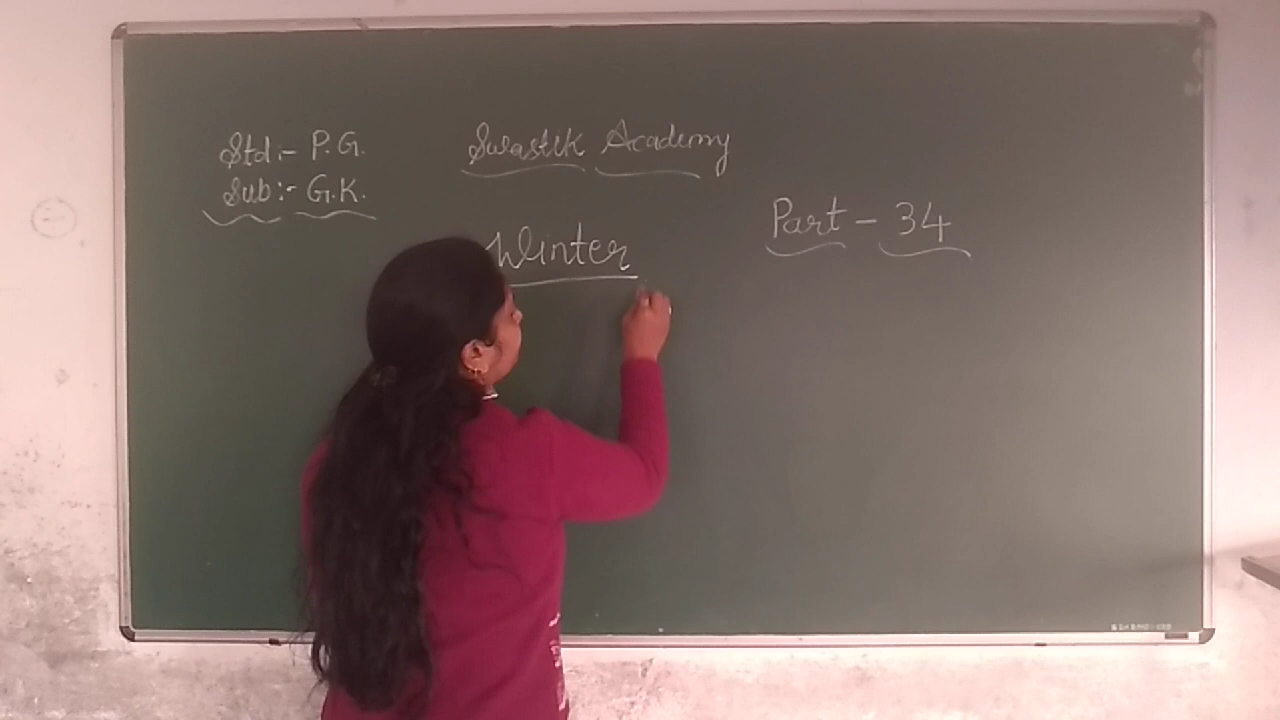 Std:- P.G.
Sub:- G.K.
Swastik Academy
Part - 34
Winter